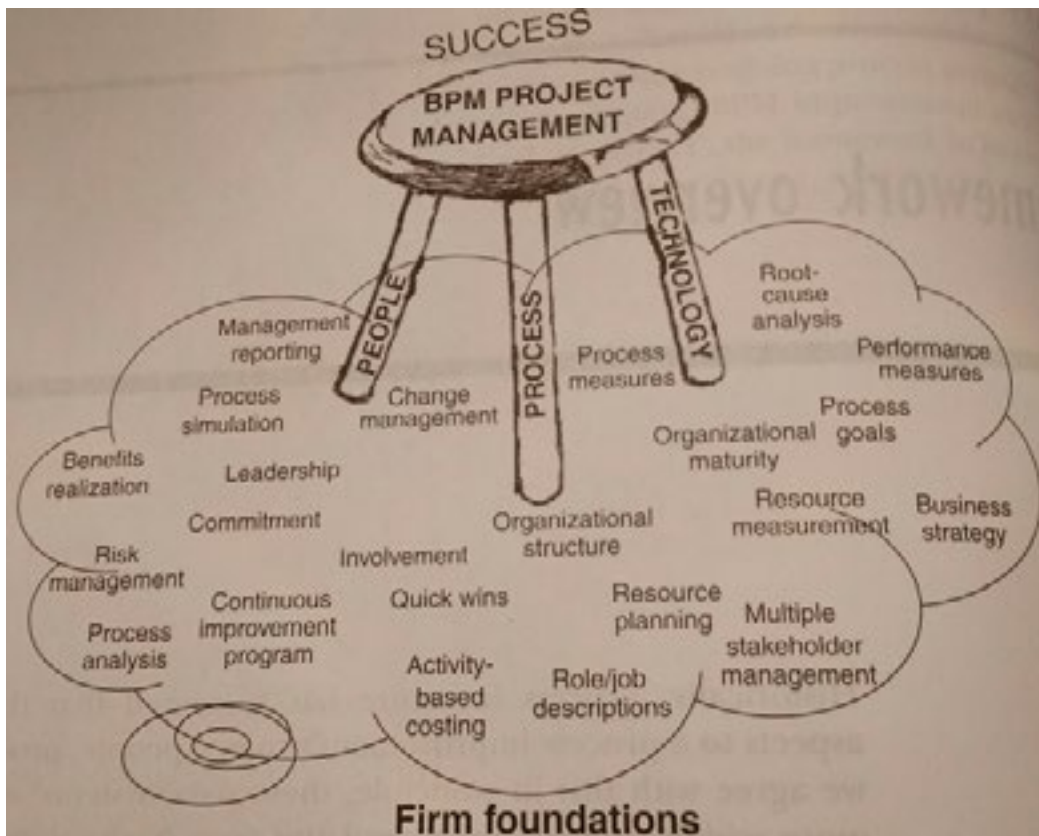 SUCCESS
BPM PROJECT
MANAGEMENT
PEOPLE
PROCESS
TECHNOLOGY
Management
reporting
Process
simulation
Change
management
Process
measures
Root-
cause
analysis
Performance
measures
Process
goals
Organizational
maturity
Benefits
realization
Leadership
Commitment
Organizational
structure
Resource
measurement
Business
strategy
Risk
management
Involvement
Continuous
improvement
program
Quick wins
Resource
planning
Multiple
stakeholder
management
Process
analysis
Activity-
based
costing
Role/job
descriptions
Firm foundations